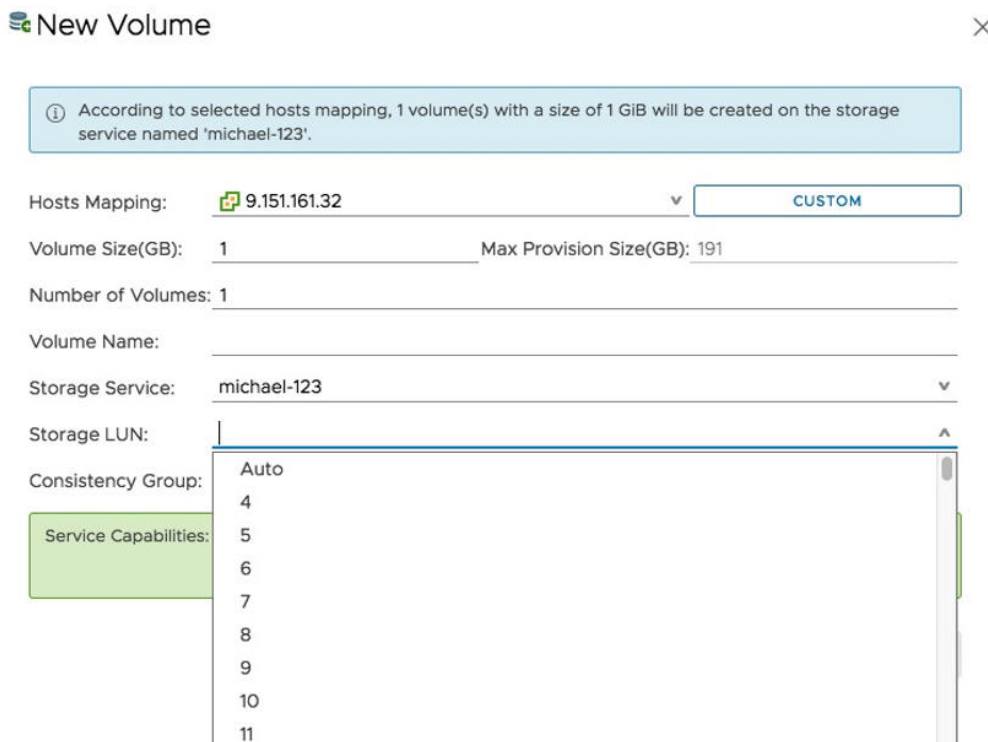 New Volume
According to selected hosts mapping, 1 volume(s) with a size of 1 GiB will be created on the storage
service named 'michael-123'.
Hosts Mapping: 9.151.161.32 CUSTOM
Volume Size(GB): 1 Max Provision Size(GB): 191
Number of Volumes: 1
Volume Name:
Storage Service: michael-123
Storage LUN:
Auto
Consistency Group:
4
Service Capabilities: 5
6
7
8
9
10
11